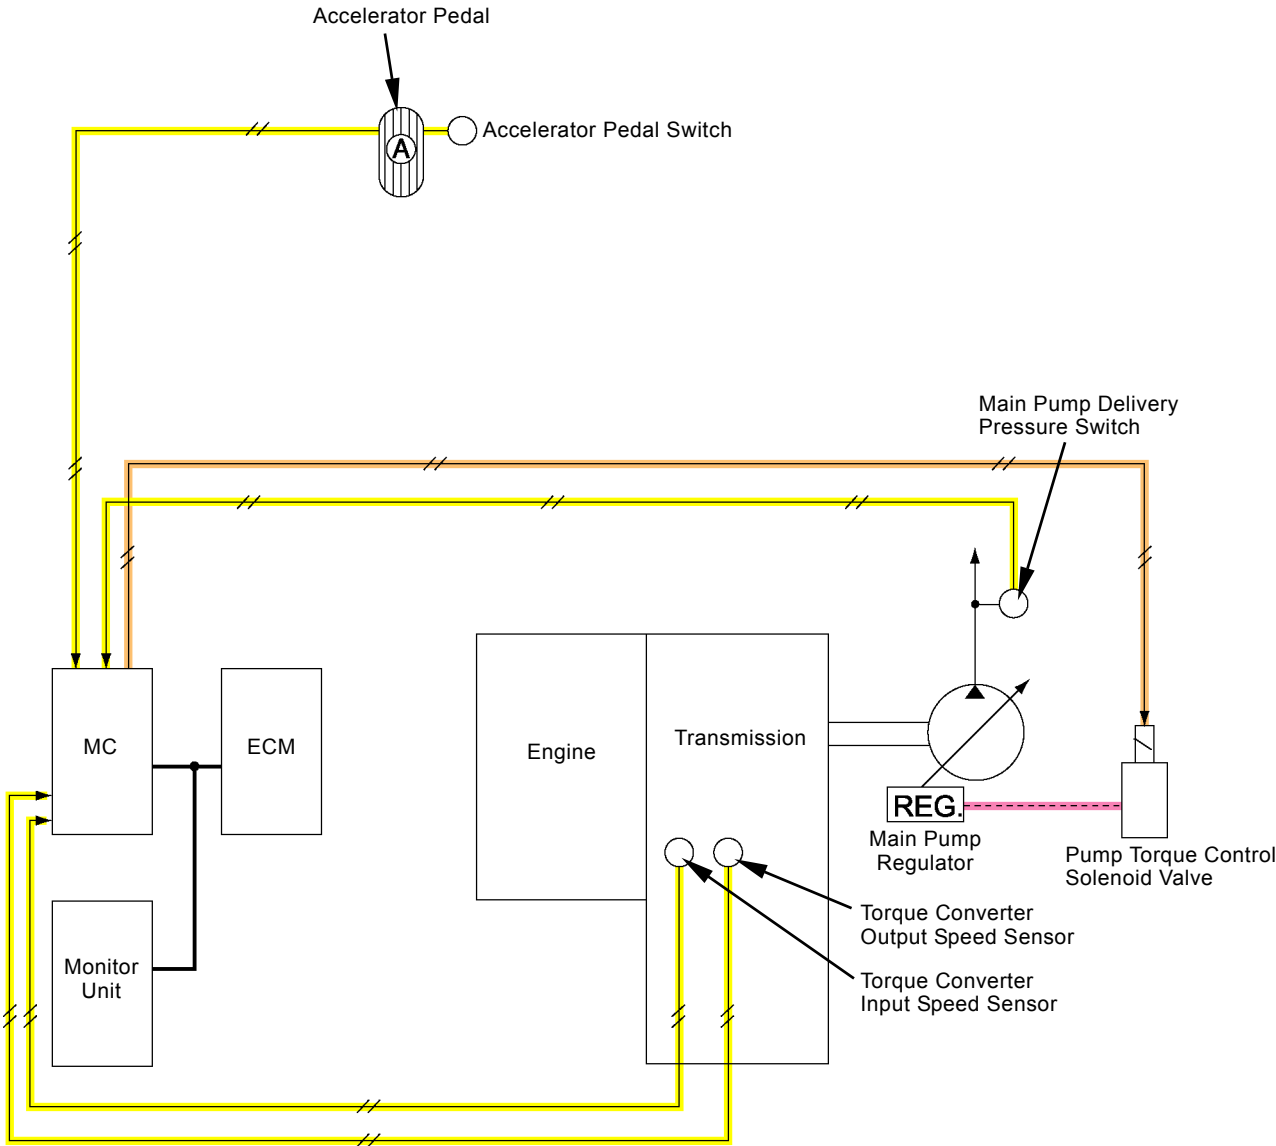 Accelerator Pedal
A
Accelerator Pedal Switch
Main Pump Delivery
Pressure Switch
MC
ECM
Engine
Transmission
REG.
Main Pump
Regulator
Pump Torque Control
Solenoid Valve
Torque Converter
Output Speed Sensor
Monitor
Unit
Torque Converter
Input Speed Sensor